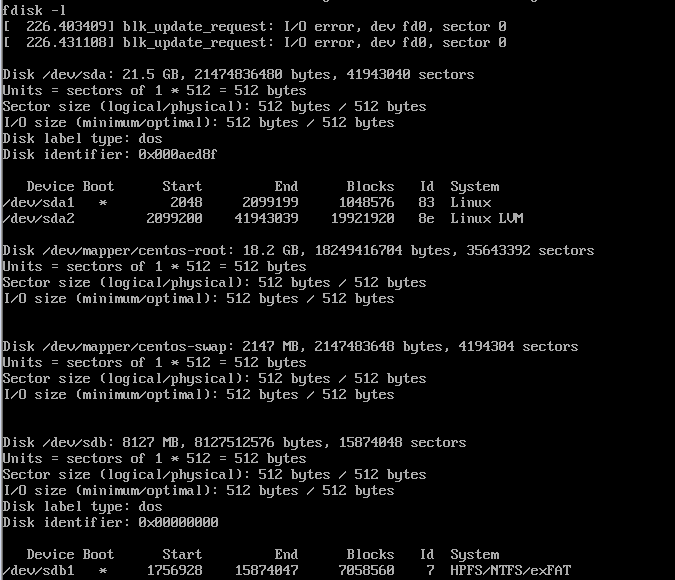 fdisk -l
[  226.403409] blk_update_request: I/O error, dev fd0, sector 0
[  226.431108] blk_update_request: I/O error, dev fd0, sector 0
Disk /dev/sda: 21.5 GB, 21474836480 bytes, 41943040 sectors
Units = sectors of 1 * 512 = 512 bytes
Sector size (logical/physical): 512 bytes / 512 bytes
I/O size (minimum/optimal): 512 bytes / 512 bytes
Disk label type: dos
Disk identifier: 0x000aed8f
   Device Boot      Start         End      Blocks   Id  System
/dev/sda1   *        2048     2099199     1048576   83  Linux
/dev/sda2         2099200    41943039    19921920   8e  Linux LVM
Disk /dev/mapper/centos-root: 18.2 GB, 18249416704 bytes, 35643392 sectors
Units = sectors of 1 * 512 = 512 bytes
Sector size (logical/physical): 512 bytes / 512 bytes
I/O size (minimum/optimal): 512 bytes / 512 bytes
Disk /dev/mapper/centos-swap: 2147 MB, 2147483648 bytes, 4194304 sectors
Units = sectors of 1 * 512 = 512 bytes
Sector size (logical/physical): 512 bytes / 512 bytes
I/O size (minimum/optimal): 512 bytes / 512 bytes
Disk /dev/sdb: 8127 MB, 8127512576 bytes, 15874048 sectors
Units = sectors of 1 * 512 = 512 bytes
Sector size (logical/physical): 512 bytes / 512 bytes
I/O size (minimum/optimal): 512 bytes / 512 bytes
Disk label type: dos
Disk identifier: 0x00000000
   Device Boot      Start         End      Blocks   Id  System
/dev/sdb1   *     1756928    15874047     7058560    7  HPFS/NTFS/exFAT